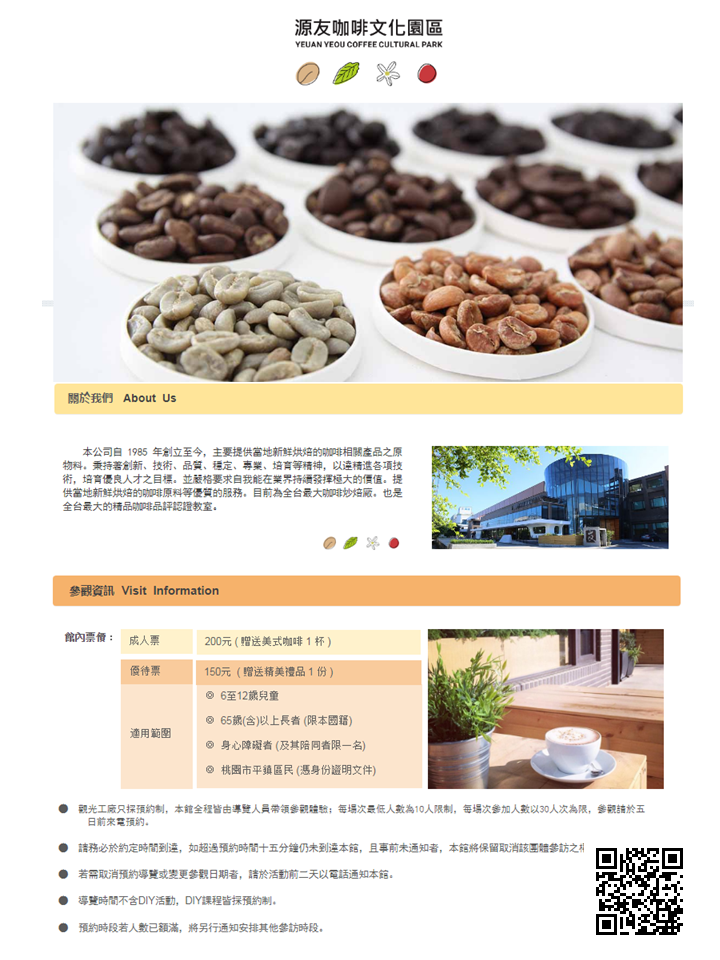 源友咖啡文化園區
YEUAN YEOU COFFEE CULTURAL PARK
關於我們 About Us
本公司自 1985 年創立至今，主要提供當地新鮮烘焙的咖啡相關產品之原
物料。秉持著創新、技術、品質、穩定、專業、培育等精神，以達精進各項技
術，培育優良人才之目標。並嚴格要求自我能在業界持續發揮極大的價值。提
供當地新鮮烘焙的咖啡原料等優質的服務。目前為全台最大咖啡炒焙廠。也是
全台最大的精品咖啡品評認證教室。
參觀資訊 Visit Information
館內票價：
成人票 200元 ( 贈送美式咖啡 1 杯 )
優待票 150元 ( 贈送精美禮品 1 份 )
適用範圍
◎ 6至12歲兒童
◎ 65歲(含)以上長者 (限本國籍)
◎ 身心障礙者 (及其陪同者限一名)
◎ 桃園市平鎮區民 (憑身份證明文件)
● 觀光工廠只採預約制，本館全程皆由導覽人員帶領參觀體驗；每場次最低人數為10人限制，每場次參加人數以30人次為限，參觀請於五
日前來電預約。
● 請務必於約定時間到達，如超過預約時間十五分鐘仍未到達本館，且事前未通知者，本館將保留取消該團體參訪之
● 若需取消預約導覽或變更參觀日期者，請於活動前二天以電話通知本館。
● 導覽時間不含DIY活動，DIY課程皆採預約制。
● 預約時段若人數已額滿，將另行通知安排其他參訪時段。